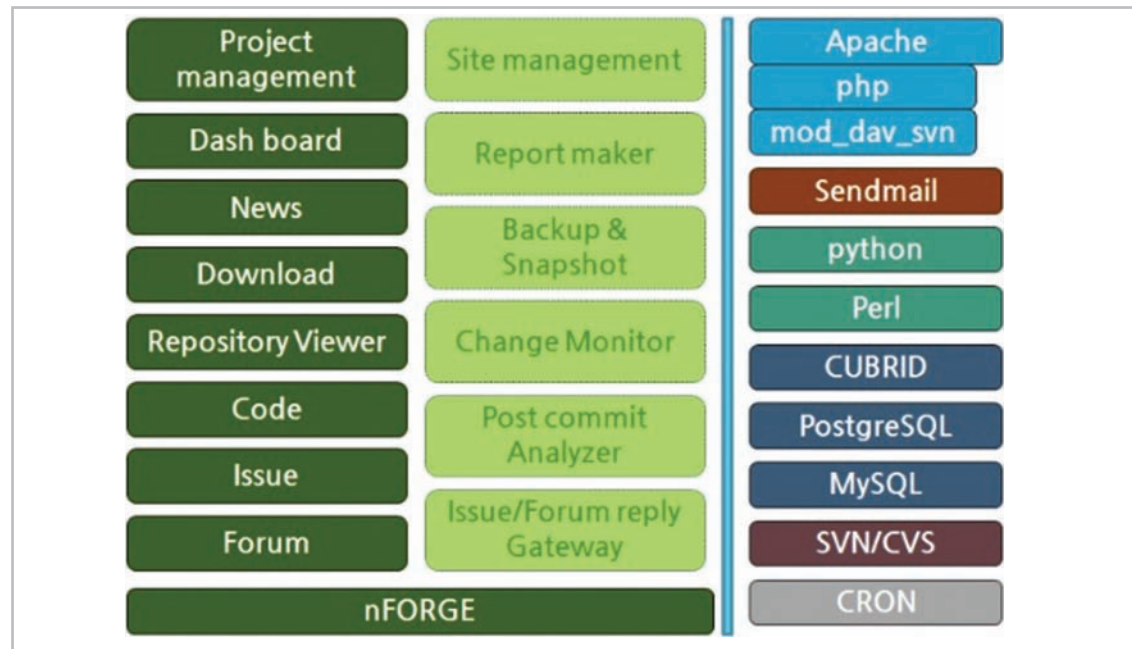 Project
management
Dash board
News
Download
Repository Viewer
Code
Issue
Forum
Site management
Report maker
Backup &
Snapshot
Change Monitor
Post commit
Analyzer
Issue/Forum reply
Gateway
nFORGE
Apache
php
mod_dav_svn
Sendmail
python
Perl
CUBRID
PostgreSQL
MySQL
SVN/CVS
CRON